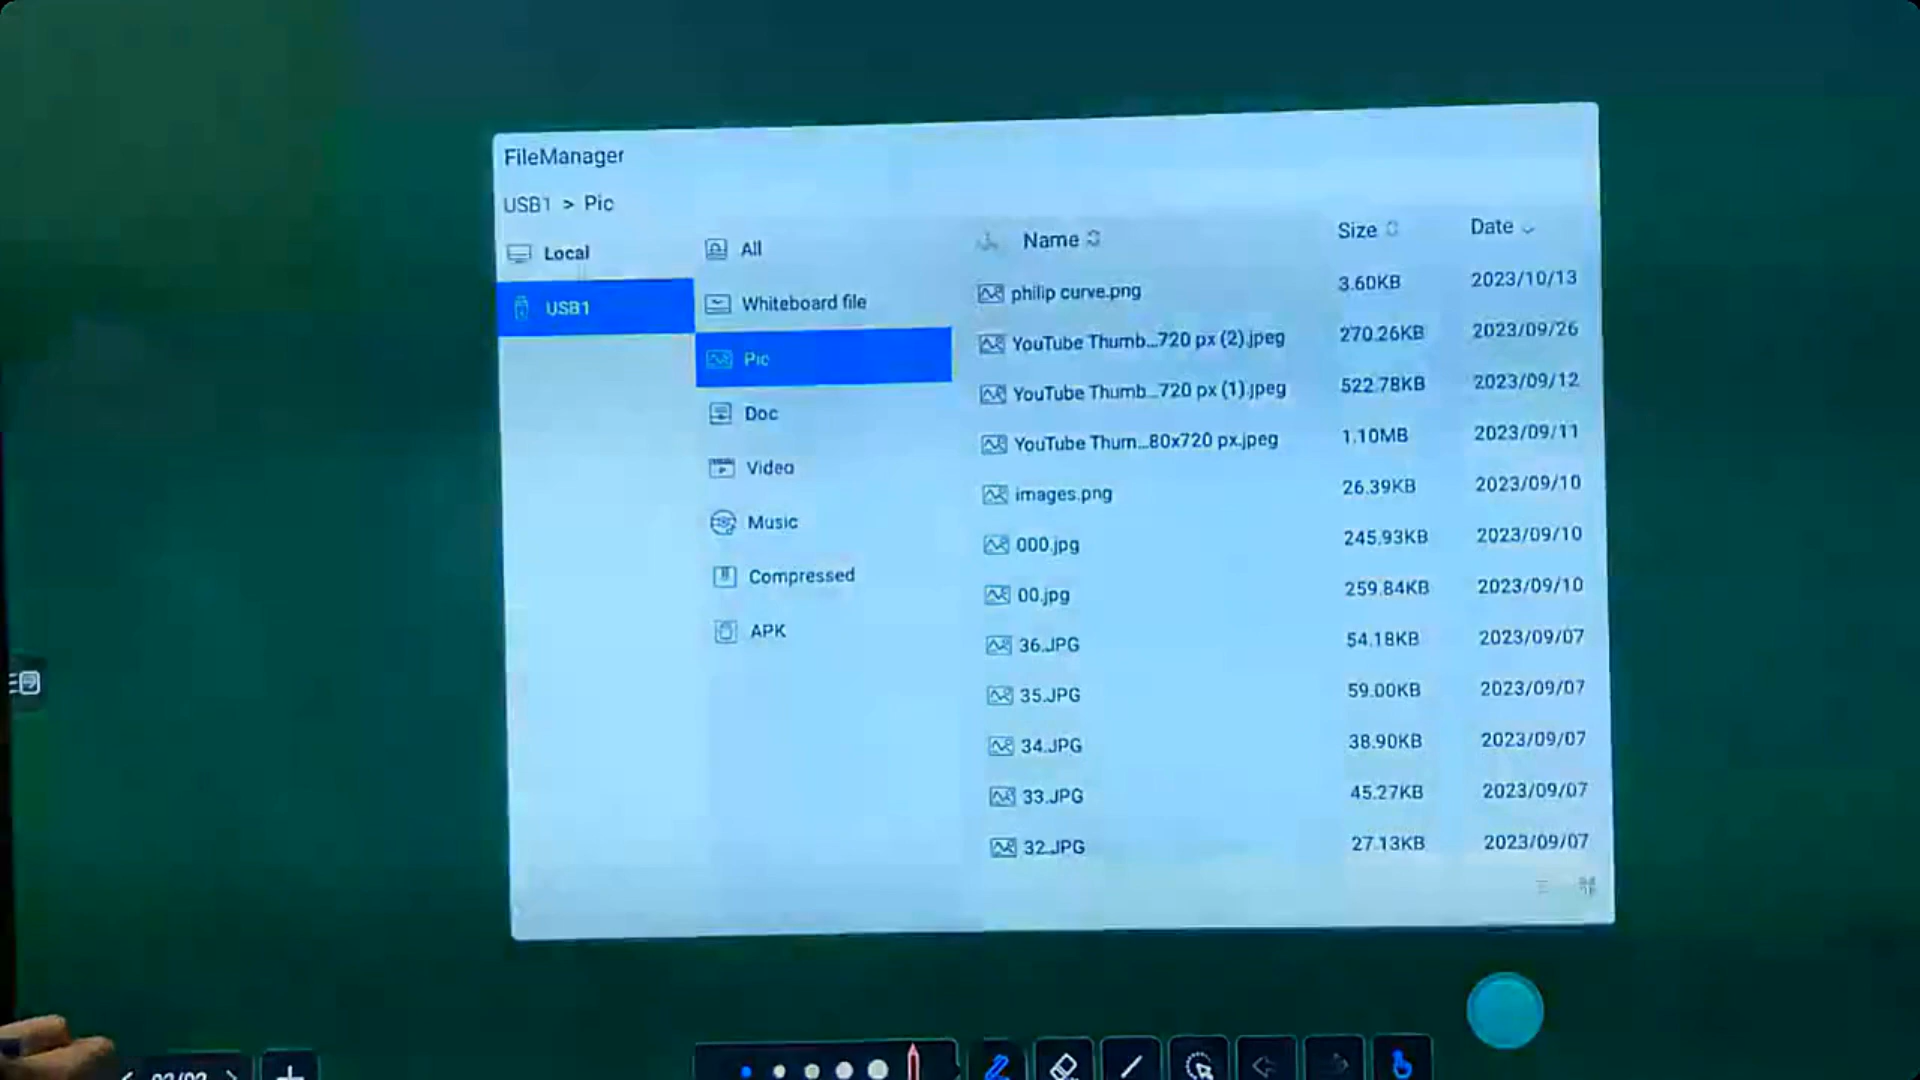 FileManager
USB1 > Pic
Local
USB1
All
Whiteboard file
Pic
Doc
Video
Music
Compressed
APK
Name Size Date
philip curve.png 3.60KB 2023/10/13
YouTube Thumb...720 px (2).jpeg 270.26KB 2023/09/26
YouTube Thumb...720 px (1).jpeg 522.78KB 2023/09/12
YouTube Thum...80x720 px.jpeg 1.10MB 2023/09/11
images.png 26.39KB 2023/09/10
000.jpg 245.93KB 2023/09/10
00.jpg 259.84KB 2023/09/10
36.JPG 54.18KB 2023/09/07
35.JPG 59.00KB 2023/09/07
34.JPG 38.90KB 2023/09/07
33.JPG 45.27KB 2023/09/07
32.JPG 27.13KB 2023/09/07